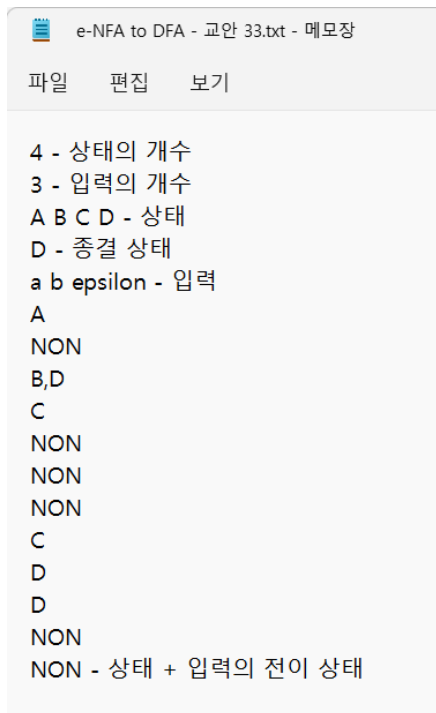 e-NFA to DFA - 교안 33.txt - 메모장
파일 편집 보기
4 - 상태의 개수
3 - 입력의 개수
A B C D - 상태
D - 종결 상태
a b epsilon - 입력
A
NON
B,D
C
NON
NON
NON
C
D
D
NON
NON - 상태 + 입력의 전이 상태